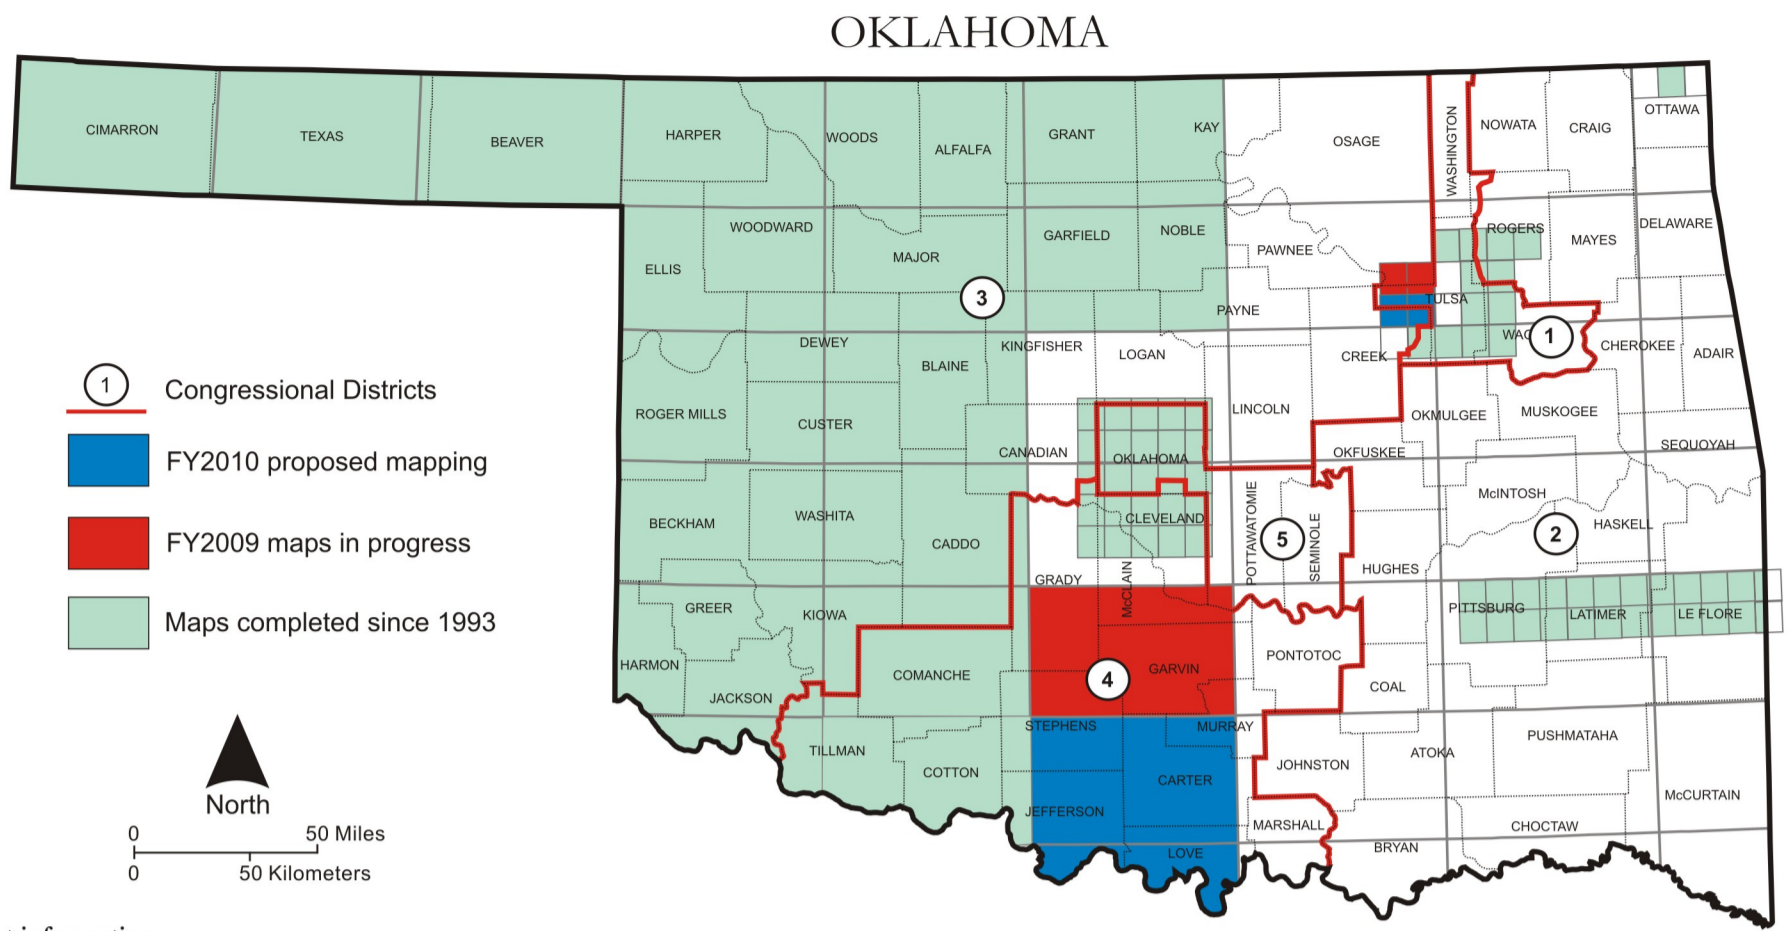 OKLAHOMA
CIMARRON
TEXAS
BEAVER
HARPER
WOODS
ALFALFA
GRANT
KAY
OSAGE
WASHINGTON
NOWATA
CRAIG
OTTAWA
WOODWARD
ELLIS
MAJOR
GARFIELD
NOBLE
PAWNEE
ROGERS
MAYES
DELAWARE
3
PAYNE
TULSA
DEWEY
BLAINE
KINGFISHER
LOGAN
CREEK
1
CHEROKEE
ADAIR
ROGER MILLS
CUSTER
CANADIAN
OKLAHOMA
LINCOLN
OKMULGEE
MUSKOGEE
OKFUSKEE
SEQUOYAH
BECKHAM
WASHITA
CADDO
CLEVELAND
POTTAWATOMIE
5
SEMINOLE
McINTOSH
2
HASKELL
GRADY
McCLAIN
HUGHES
GREER
KIOWA
PITTSBURG
LATIMER
LE FLORE
HARMON
JACKSON
COMANCHE
4
GARVIN
PONTOTOC
COAL
STEPHENS
MURRAY
TILLMAN
COTTON
CARTER
JOHNSTON
ATOKA
PUSHMATAHA
JEFFERSON
MARSHALL
CHOCTAW
McCURTAIN
LOVE
BRYAN
1 Congressional Districts
FY2010 proposed mapping
FY2009 maps in progress
Maps completed since 1993
North
0 50 Miles
0 50 Kilometers